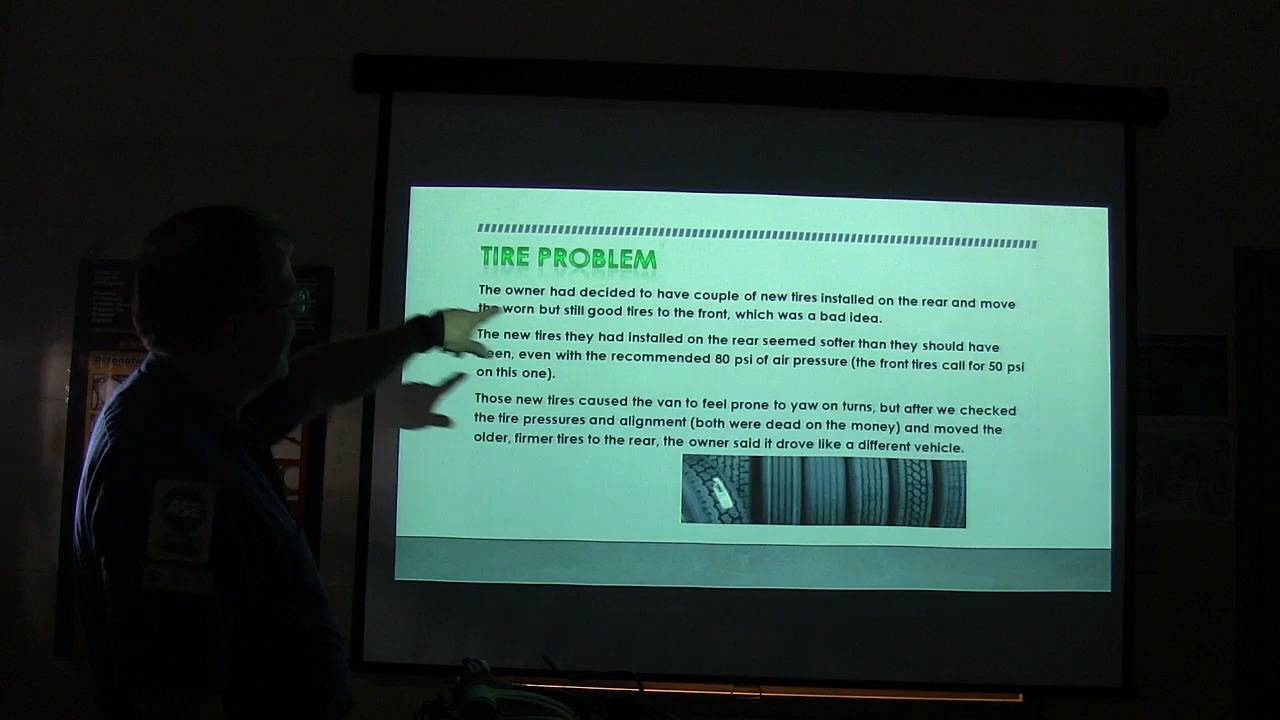 TIRE PROBLEM
The owner had decided to have couple of new tires installed on the rear and move
the worn but still good tires to the front, which was a bad idea.
The new tires they had installed on the rear seemed softer than they should have
been, even with the recommended 80 psi of air pressure (the front tires call for 50 psi
on this one).
Those new tires caused the van to feel prone to yaw on turns, but after we checked
the tire pressures and alignment (both were dead on the money) and moved the
older, firmer tires to the rear, the owner said it drove like a different vehicle.
ASE